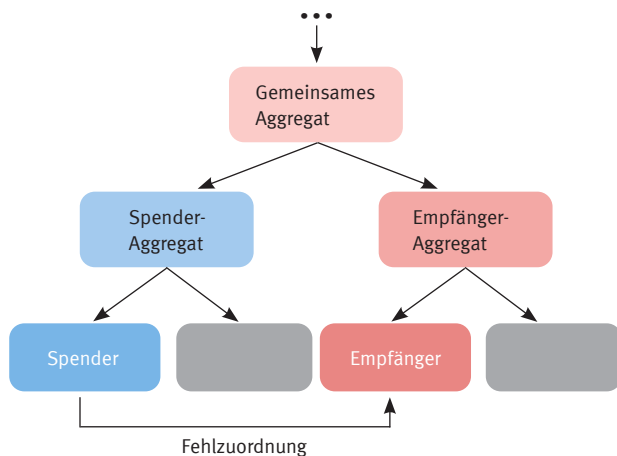 ...
Gemeinsames
Aggregat
Spender-
Aggregat
Empfänger-
Aggregat
Spender
Empfänger
Fehlzuordnung